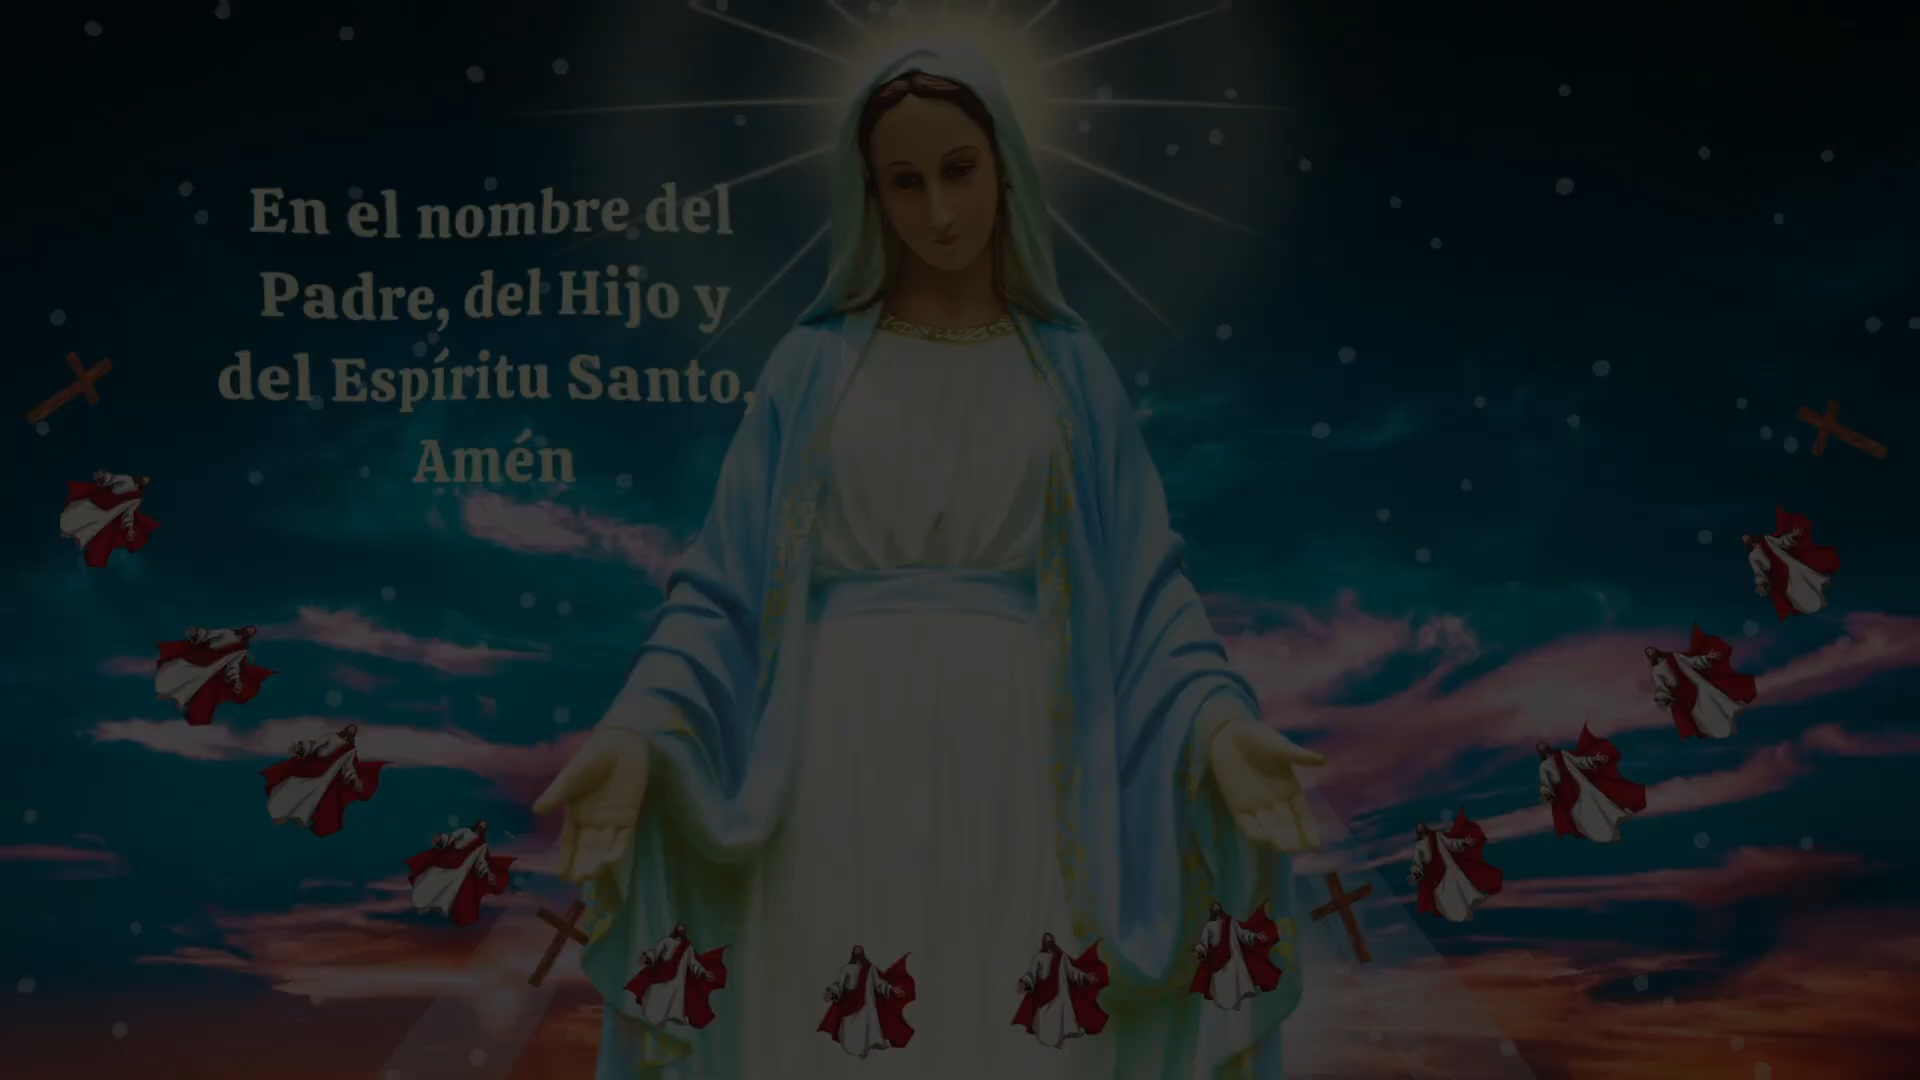 En el nombre del
Padre, del Hijo y
del Espíritu Santo,
Amén